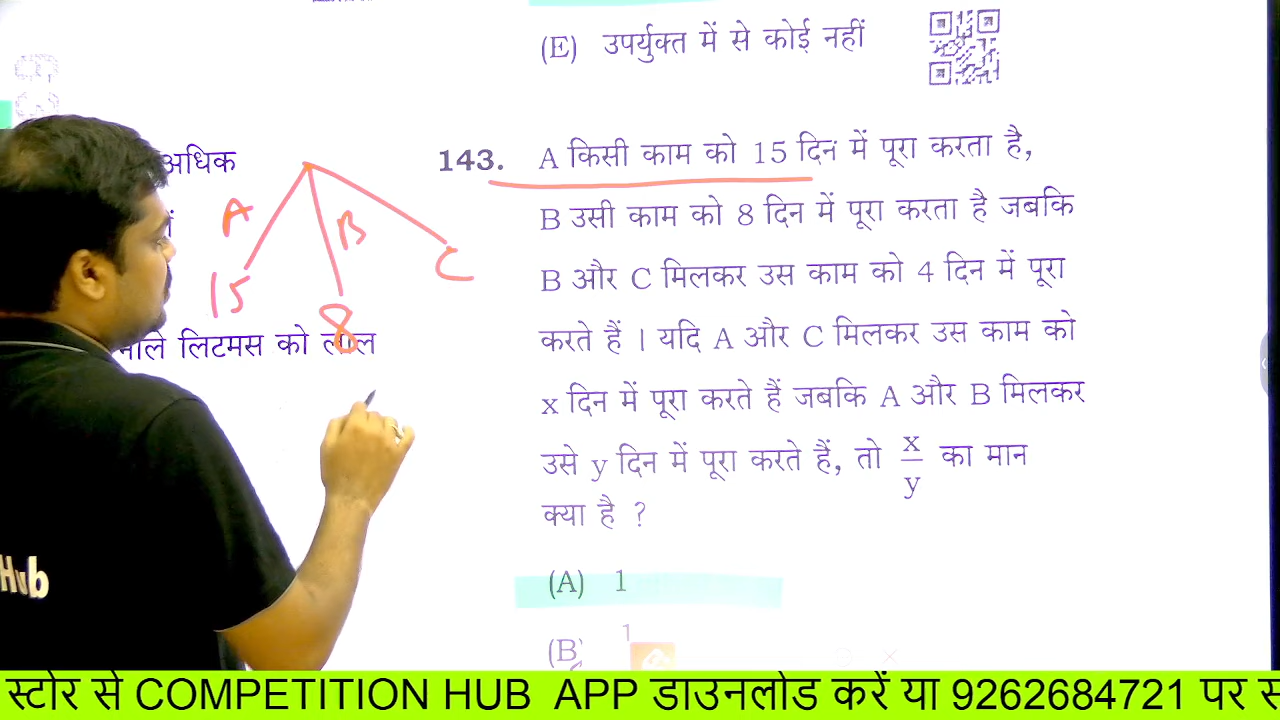 (E) उपर्युक्त में से कोई नहीं
अधिक
A
B
C
15
8
नीले लिटमस को लाल
143. A किसी काम को 15 दिन में पूरा करता है,
B उसी काम को 8 दिन में पूरा करता है जबकि
B और C मिलकर उस काम को 4 दिन में पूरा
करते हैं । यदि A और C मिलकर उस काम को
x दिन में पूरा करते हैं जबकि A और B मिलकर
उसे y दिन में पूरा करते हैं, तो x/y का मान
क्या है ?
(A) 1
(B) 1
Hub
स्टोर से COMPETITION HUB APP डाउनलोड करें या 9262684721 पर